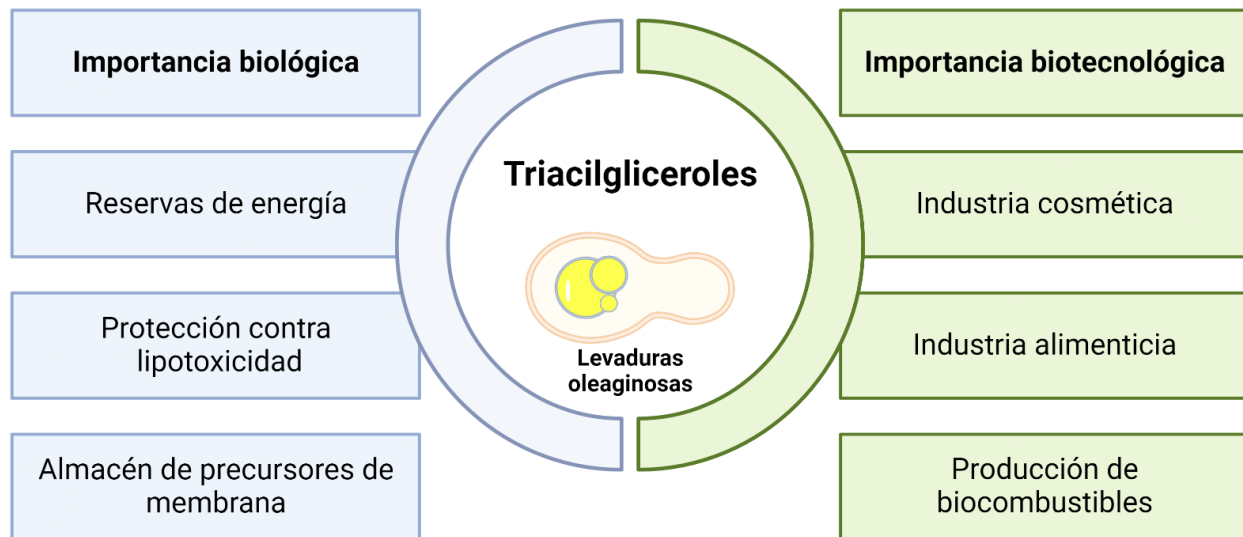 Importancia biológica
Reservas de energía
Protección contra
lipotoxicidad
Almacén de precursores de
membrana
Triacilgliceroles
Levaduras
oleaginosas
Importancia biotecnológica
Industria cosmética
Industria alimenticia
Producción de
biocombustibles